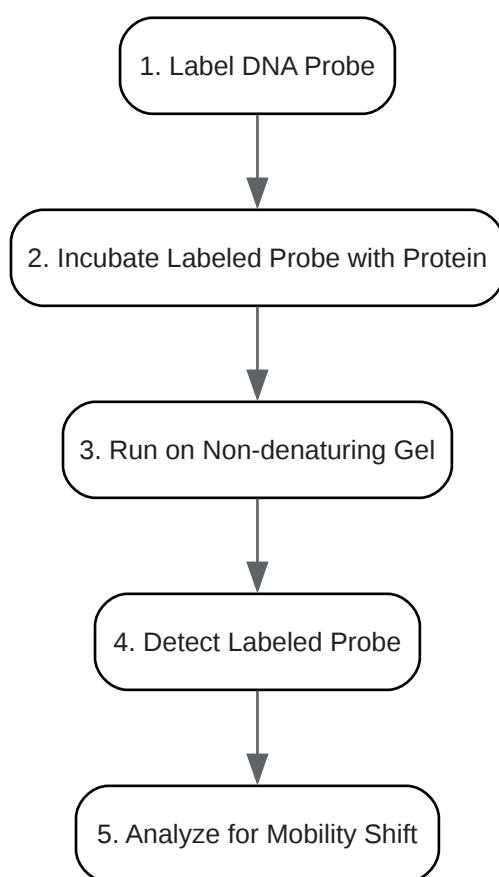 1. Label DNA Probe
2. Incubate Labeled Probe with Protein
3. Run on Non-denaturing Gel
4. Detect Labeled Probe
5. Analyze for Mobility Shift